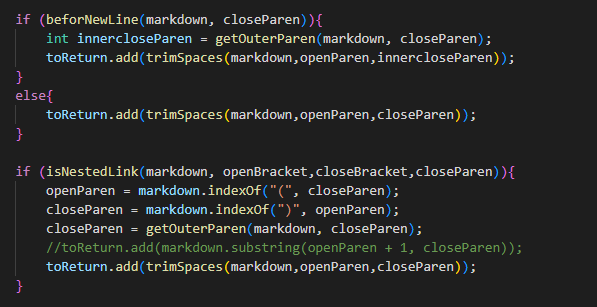 if (beforNewLine(markdown, closeParen)){
    int innercloseParen = getOuterParen(markdown, closeParen);
    toReturn.add(trimSpaces(markdown,openParen,innercloseParen));
}
else{
    toReturn.add(trimSpaces(markdown,openParen,closeParen));
}

if (isNestedLink(markdown, openBracket,closeBracket,closeParen)){
    openParen = markdown.indexOf("(", closeParen);
    closeParen = markdown.indexOf(")", openParen);
    closeParen = getOuterParen(markdown, closeParen);
    //toReturn.add(markdown.substring(openParen + 1, closeParen));
    toReturn.add(trimSpaces(markdown,openParen,closeParen));
}